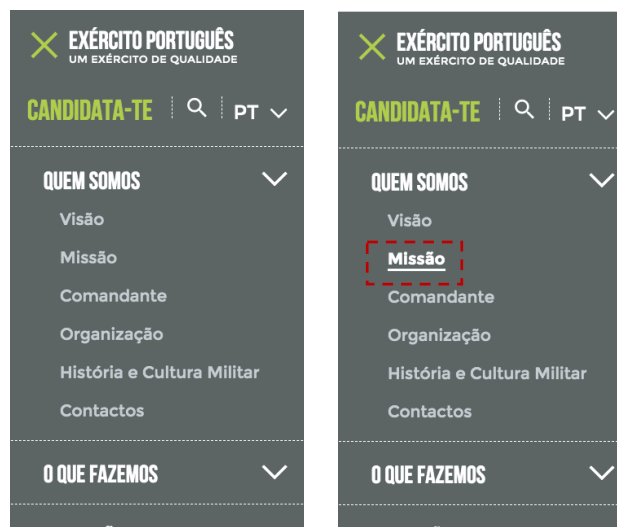 EXÉRCITO PORTUGUÊS
UM EXÉRCITO DE QUALIDADE
CANDIDATA-TE
PT
QUEM SOMOS
Visão
Missão
Comandante
Organização
História e Cultura Militar
Contactos
O QUE FAZEMOS
EXÉRCITO PORTUGUÊS
UM EXÉRCITO DE QUALIDADE
CANDIDATA-TE
PT
QUEM SOMOS
Visão
Missão
Comandante
Organização
História e Cultura Militar
Contactos
O QUE FAZEMOS